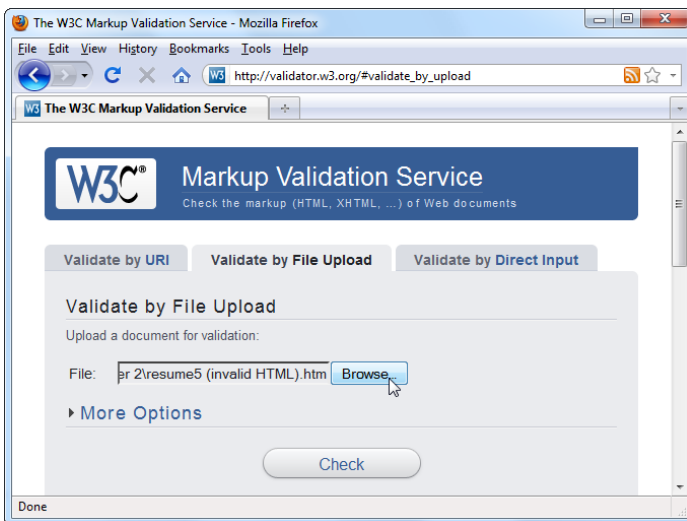 The W3C Markup Validation Service - Mozilla Firefox
File Edit View History Bookmarks Tools Help
W3 http://validator.w3.org/#validate_by_upload
W3 The W3C Markup Validation Service
W3C® Markup Validation Service
Check the markup (HTML, XHTML, ...) of Web documents
Validate by URI Validate by File Upload Validate by Direct Input
Validate by File Upload
Upload a document for validation:
File: er 2\resume5 (invalid HTML).htm Browse...
More Options
Check
Done